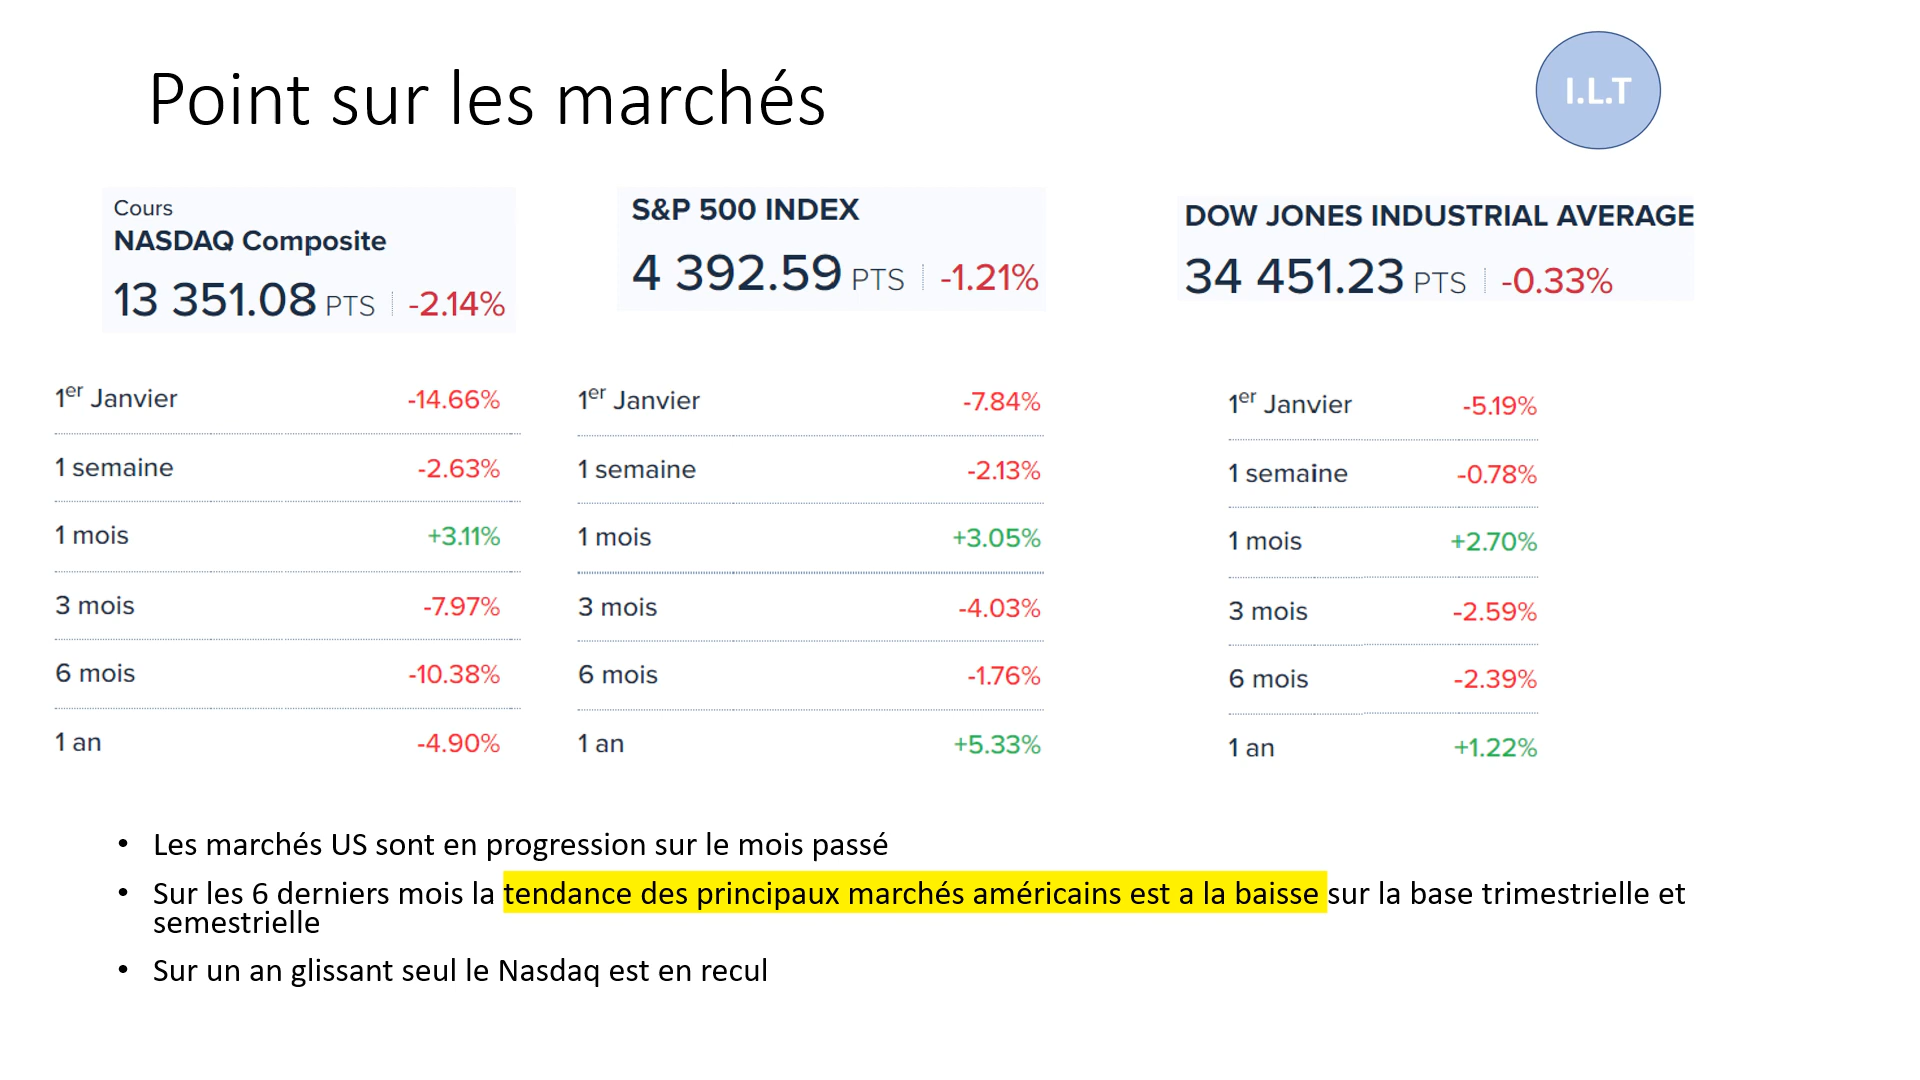 Point sur les marchés
I.L.T
Cours
NASDAQ Composite
13 351.08 PTS -2.14%
1er Janvier -14.66%
1 semaine -2.63%
1 mois +3.11%
3 mois -7.97%
6 mois -10.38%
1 an -4.90%
S&P 500 INDEX
4 392.59 PTS -1.21%
1er Janvier -7.84%
1 semaine -2.13%
1 mois +3.05%
3 mois -4.03%
6 mois -1.76%
1 an +5.33%
DOW JONES INDUSTRIAL AVERAGE
34 451.23 PTS -0.33%
1er Janvier -5.19%
1 semaine -0.78%
1 mois +2.70%
3 mois -2.59%
6 mois -2.39%
1 an +1.22%
• Les marchés US sont en progression sur le mois passé
• Sur les 6 derniers mois la tendance des principaux marchés américains est a la baisse sur la base trimestrielle et
semestrielle
• Sur un an glissant seul le Nasdaq est en recul